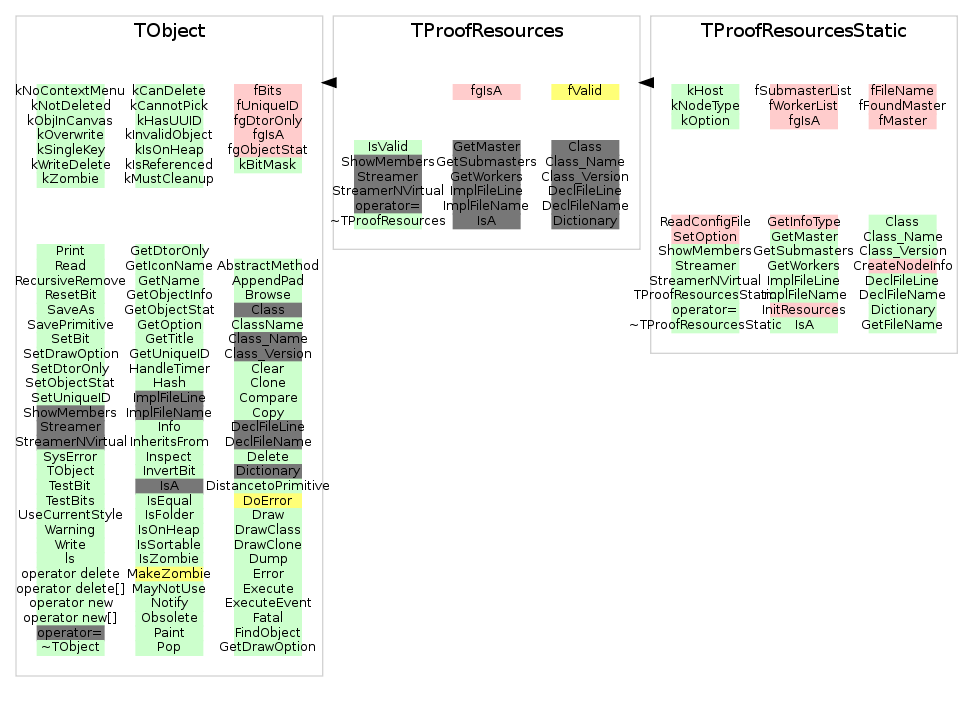 TObject
kNoContextMenu kCanDelete fBits
kNotDeleted kCannotPick fUniqueID
kObjInCanvas kHasUUID fgDtorOnly
kOverwrite kInvalidObject fgIsA
kSingleKey kIsOnHeap fgObjectStat
kWriteDelete kIsReferenced kBitMask
kZombie kMustCleanup
Print GetDtorOnly
Read GetIconName AbstractMethod
RecursiveRemove GetName AppendPad
ResetBit GetObjectInfo Browse
SaveAs GetObjectStat Class
SavePrimitive GetOption ClassName
SetBit GetTitle Class_Name
SetDrawOption GetUniqueID Class_Version
SetDtorOnly HandleTimer Clear
SetObjectStat Hash Clone
SetUniqueID ImplFileLine Compare
ShowMembers ImplFileName Copy
Streamer Info DeclFileLine
StreamerNVirtual InheritsFrom DeclFileName
SysError Inspect Delete
TObject InvertBit Dictionary
TestBit IsA DistancetoPrimitive
TestBits IsEqual DoError
UseCurrentStyle IsFolder Draw
Warning IsOnHeap DrawClass
Write IsSortable DrawClone
ls IsZombie Dump
operator delete MakeZombie Error
operator delete[] MayNotUse Execute
operator new Notify ExecuteEvent
operator new[] Obsolete Fatal
operator= Paint FindObject
~TObject Pop GetDrawOption
TProofResources
fgIsA fValid
IsValid GetMaster Class
ShowMembers GetSubmasters Class_Name
Streamer GetWorkers Class_Version
StreamerNVirtual ImplFileLine DeclFileLine
operator= ImplFileName DeclFileName
~TProofResources IsA Dictionary
TProofResourcesStatic
kHost fSubmasterList fFileName
kNodeType fWorkerList fFoundMaster
kOption fgIsA fMaster
ReadConfigFile GetInfoType Class
SetOption GetMaster Class_Name
ShowMembers GetSubmasters Class_Version
Streamer GetWorkers CreateNodeInfo
StreamerNVirtual ImplFileLine DeclFileLine
TProofResourcesStatic ImplFileName DeclFileName
operator= InitResources Dictionary
~TProofResourcesStatic IsA GetFileName